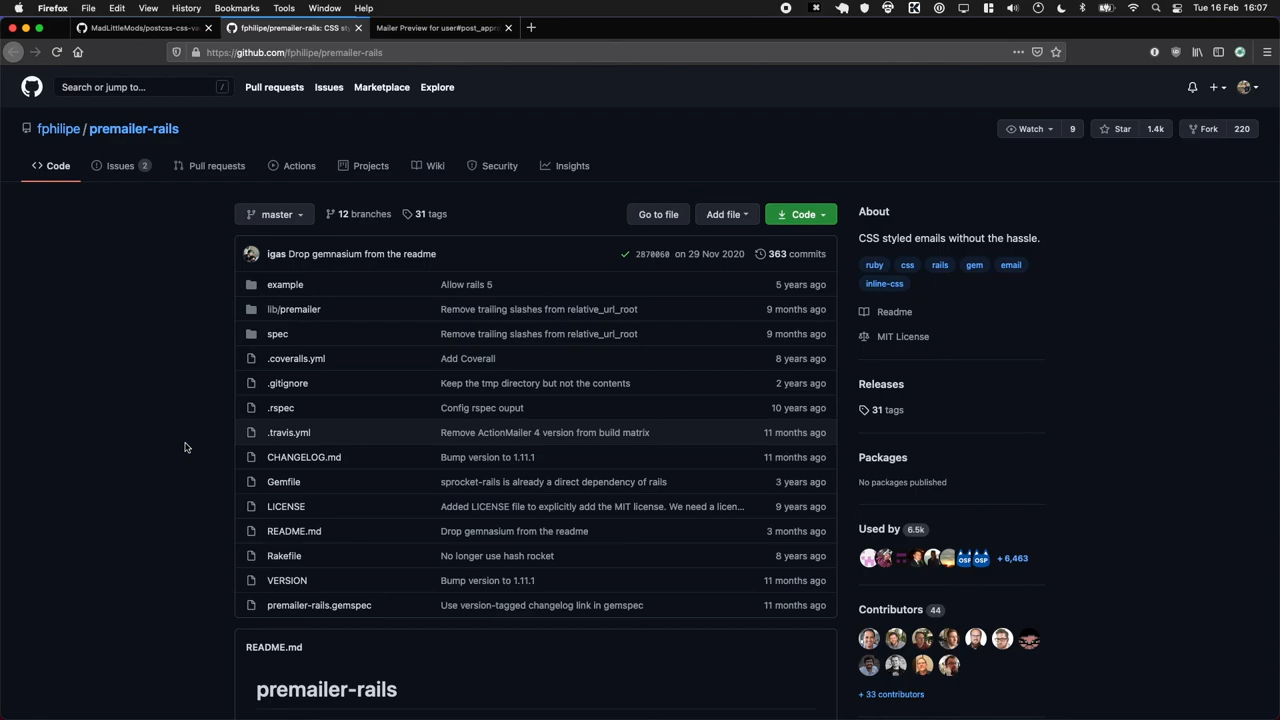 Firefox File Edit View History Bookmarks Tools Window Help Tue 16 Feb 16:07
MadLittleMods/postcss-css-va fphilipe/premailer-rails: CSS st Mailer Preview for user#post_appr
https://github.com/fphilipe/premailer-rails
Search or jump to... / Pull requests Issues Marketplace Explore
fphilipe / premailer-rails Watch 9 Star 1.4k Fork 220
Code Issues 2 Pull requests Actions Projects Wiki Security Insights
master 12 branches 31 tags Go to file Add file Code
About
CSS styled emails without the hassle.
ruby css rails gem email
inline-css
Readme
MIT License
Releases
31 tags
Packages
No packages published
Used by 6.5k
OSP OSP + 6,463
Contributors 44
+ 33 contributors
igas Drop gemnasium from the readme 2870060 on 29 Nov 2020 363 commits
example Allow rails 5 5 years ago
lib/premailer Remove trailing slashes from relative_url_root 9 months ago
spec Remove trailing slashes from relative_url_root 9 months ago
.coveralls.yml Add Coverall 8 years ago
.gitignore Keep the tmp directory but not the contents 2 years ago
.rspec Config rspec ouput 10 years ago
.travis.yml Remove ActionMailer 4 version from build matrix 11 months ago
CHANGELOG.md Bump version to 1.11.1 11 months ago
Gemfile sprocket-rails is already a direct dependency of rails 3 years ago
LICENSE Added LICENSE file to explicitly add the MIT license. We need a licen... 9 years ago
README.md Drop gemnasium from the readme 3 months ago
Rakefile No longer use hash rocket 8 years ago
VERSION Bump version to 1.11.1 11 months ago
premailer-rails.gemspec Use version-tagged changelog link in gemspec 11 months ago
README.md
premailer-rails